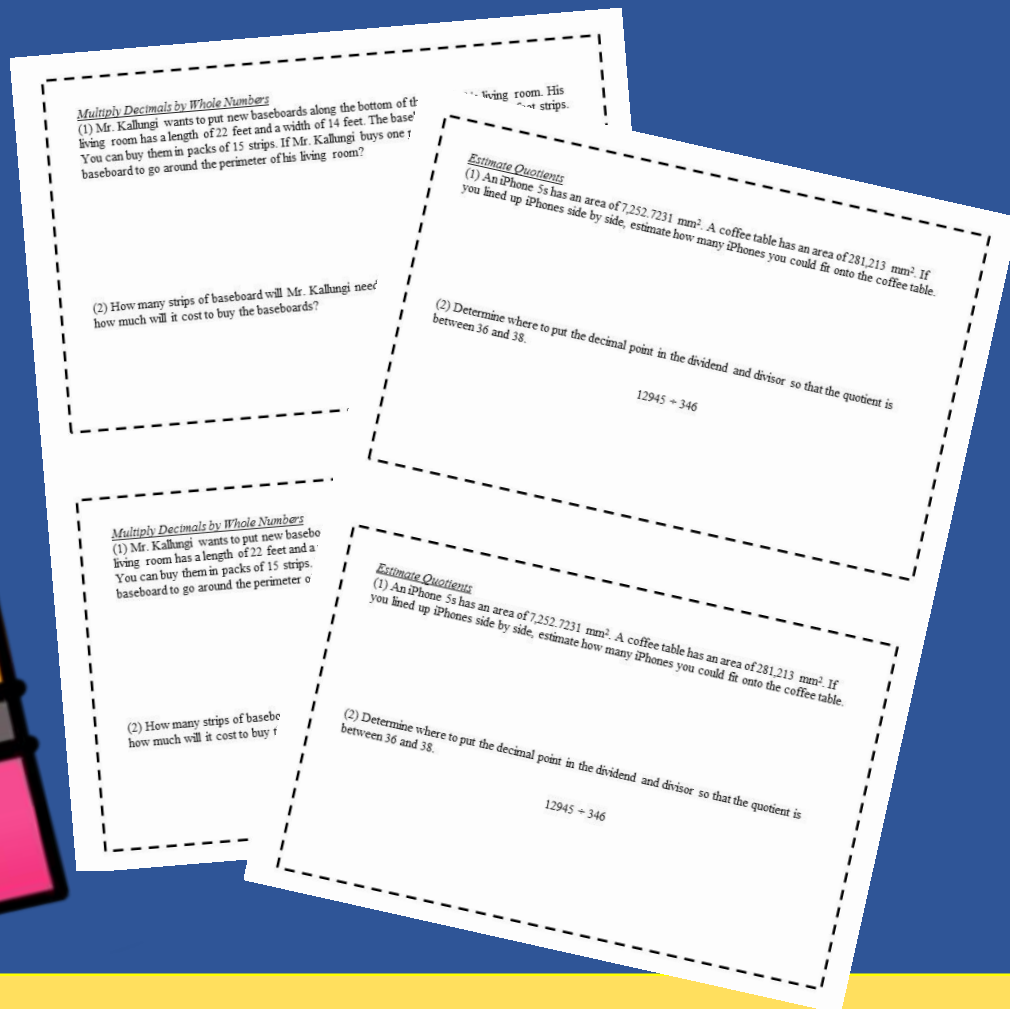 Multiply Decimals by Whole Numbers
(1) Mr. Kallungi wants to put new baseboards along the bottom of living room. His
living room has a length of 22 feet and a width of 14 feet. The strips.
You can buy them in packs of 15 strips. If Mr. Kallungi buys one
baseboard to go around the perimeter of his living room?
(2) How many strips of baseboard will Mr. Kallungi
how much will it cost to buy the baseboards?
Multiply Decimals by Whole Numbers
(1) Mr. Kallungi wants to put new
living room has a length of 22 feet and a
You can buy them in packs of 15 strips.
baseboard to go around the perimeter
(2) How many strips of
how much will it cost to buy
Estimate Quotients
(1) An iPhone 5s has an area of 7,252.7231 mm². A coffee table has an area of 281,213 mm². If
you lined up iPhones side by side, estimate how many iPhones you could fit onto the coffee table.
(2) Determine where to put the decimal point in the dividend and divisor so that the quotient is
between 36 and 38.
12945 ÷ 346
Estimate Quotients
(1) An iPhone 5s has an area of 7,252.7231 mm². A coffee table has an area of 281,213 mm². If
you lined up iPhones side by side, estimate how many iPhones you could fit onto the coffee table.
(2) Determine where to put the decimal point in the dividend and divisor so that the quotient is
between 36 and 38.
12945 ÷ 346